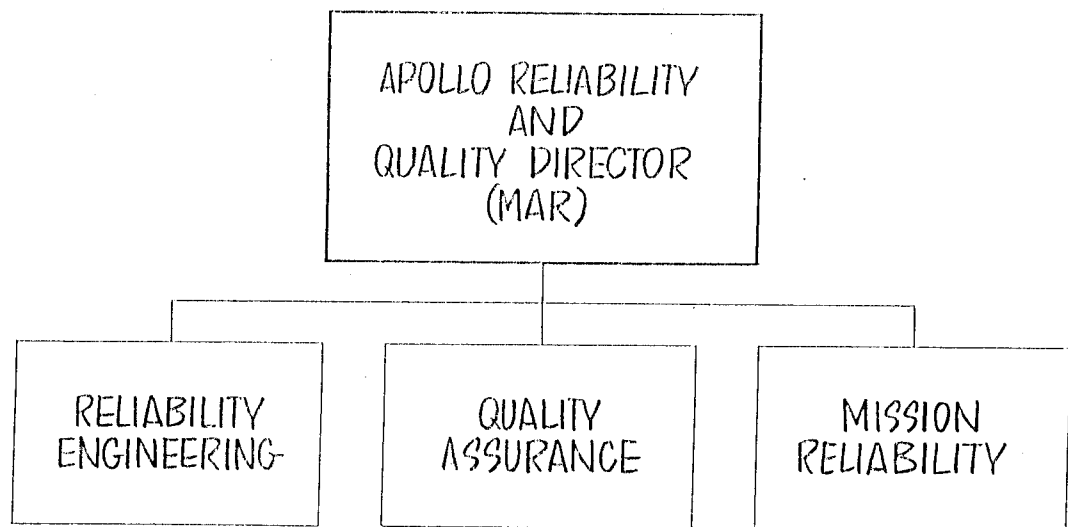 APOLLO RELIABILITY
AND
QUALITY DIRECTOR
(MAR)
RELIABILITY
ENGINEERING
QUALITY
ASSURANCE
MISSION
RELIABILITY